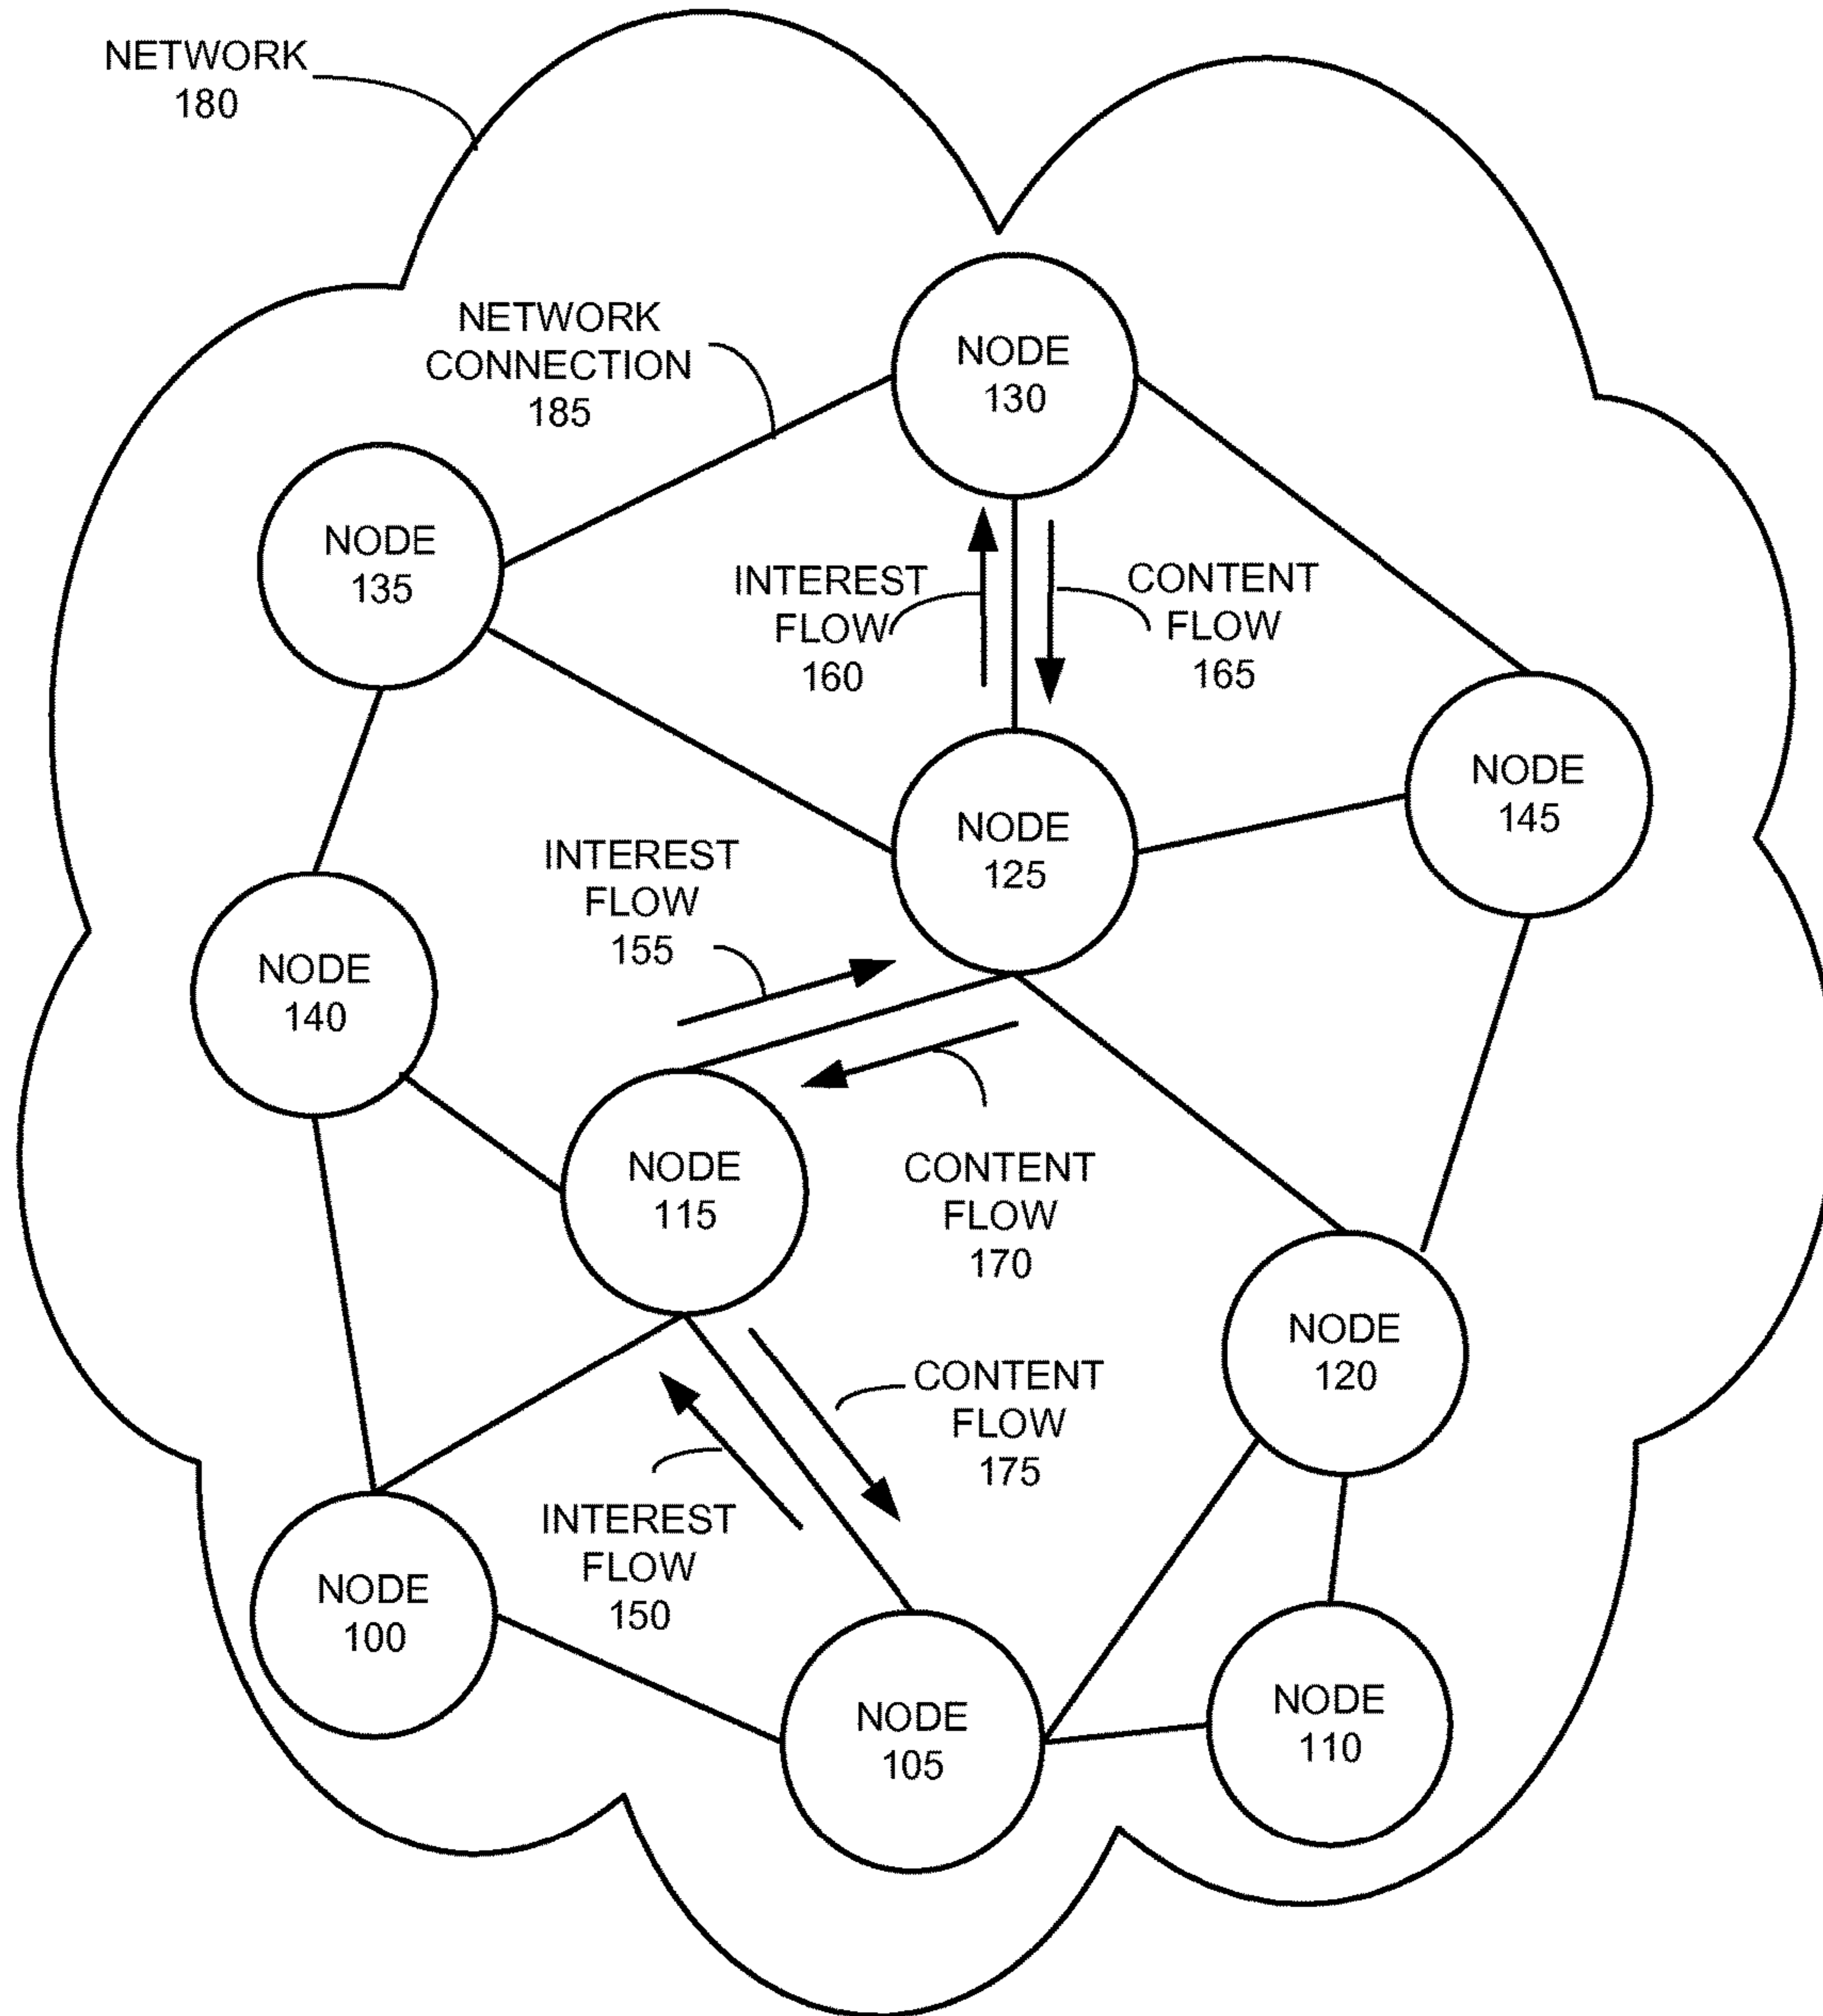 NETWORK
180
NETWORK
CONNECTION
185
NODE
130
NODE
135
INTEREST
FLOW
160
CONTENT
FLOW
165
NODE
145
NODE
125
INTEREST
FLOW
155
NODE
140
NODE
115
CONTENT
FLOW
170
NODE
120
CONTENT
FLOW
175
INTEREST
FLOW
150
NODE
100
NODE
105
NODE
110